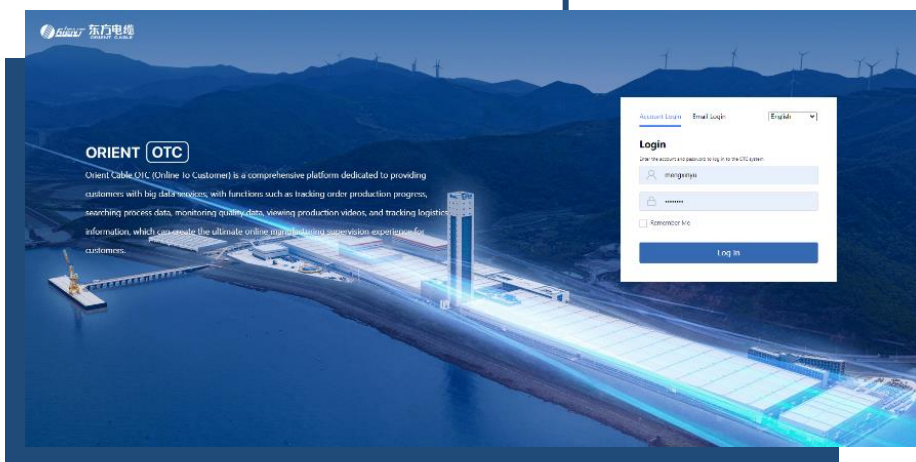 东方电缆
ORIENT CABLE
ORIENT OTC
Orient Cable OTC (Online To Customer) is a comprehensive platform dedicated to providing
customers with big data services, with functions such as tracking order production progress,
searching process data, monitoring quality data, viewing production videos, and tracking logistics
information, which can create the ultimate online manufacturing supervision experience for
customers.
Account Login Email Login English
Login
Enter the account and password to log in to the OTC system
Remember Me
Log In